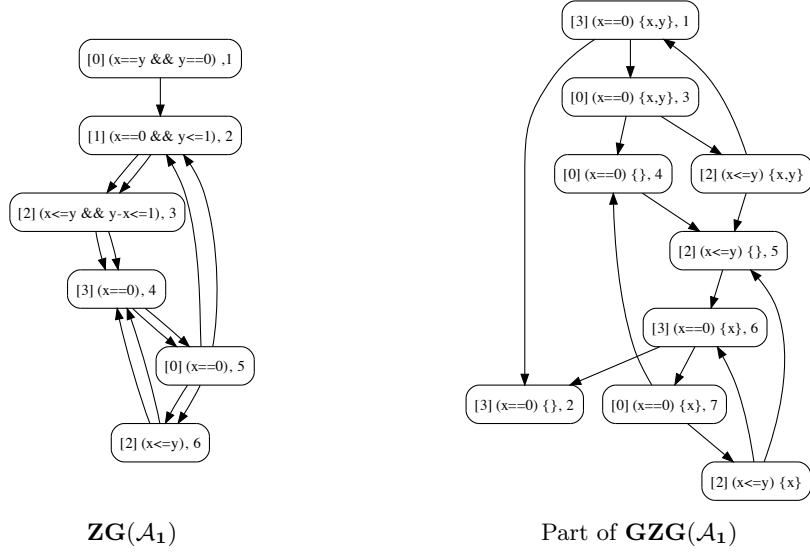 [0] (x==y && y==0) ,1
[1] (x==0 && y<=1), 2
[2] (x<=y && y-x<=1), 3
[3] (x==0), 4
[0] (x==0), 5
[2] (x<=y), 6
ZG(A₁)
[3] (x==0) {x,y}, 1
[0] (x==0) {x,y}, 3
[0] (x==0) {}, 4
[2] (x<=y) {x,y}
[2] (x<=y) {}, 5
[3] (x==0) {x}, 6
[3] (x==0) {}, 2
[0] (x==0) {x}, 7
[2] (x<=y) {x}
Part of GZG(A₁)